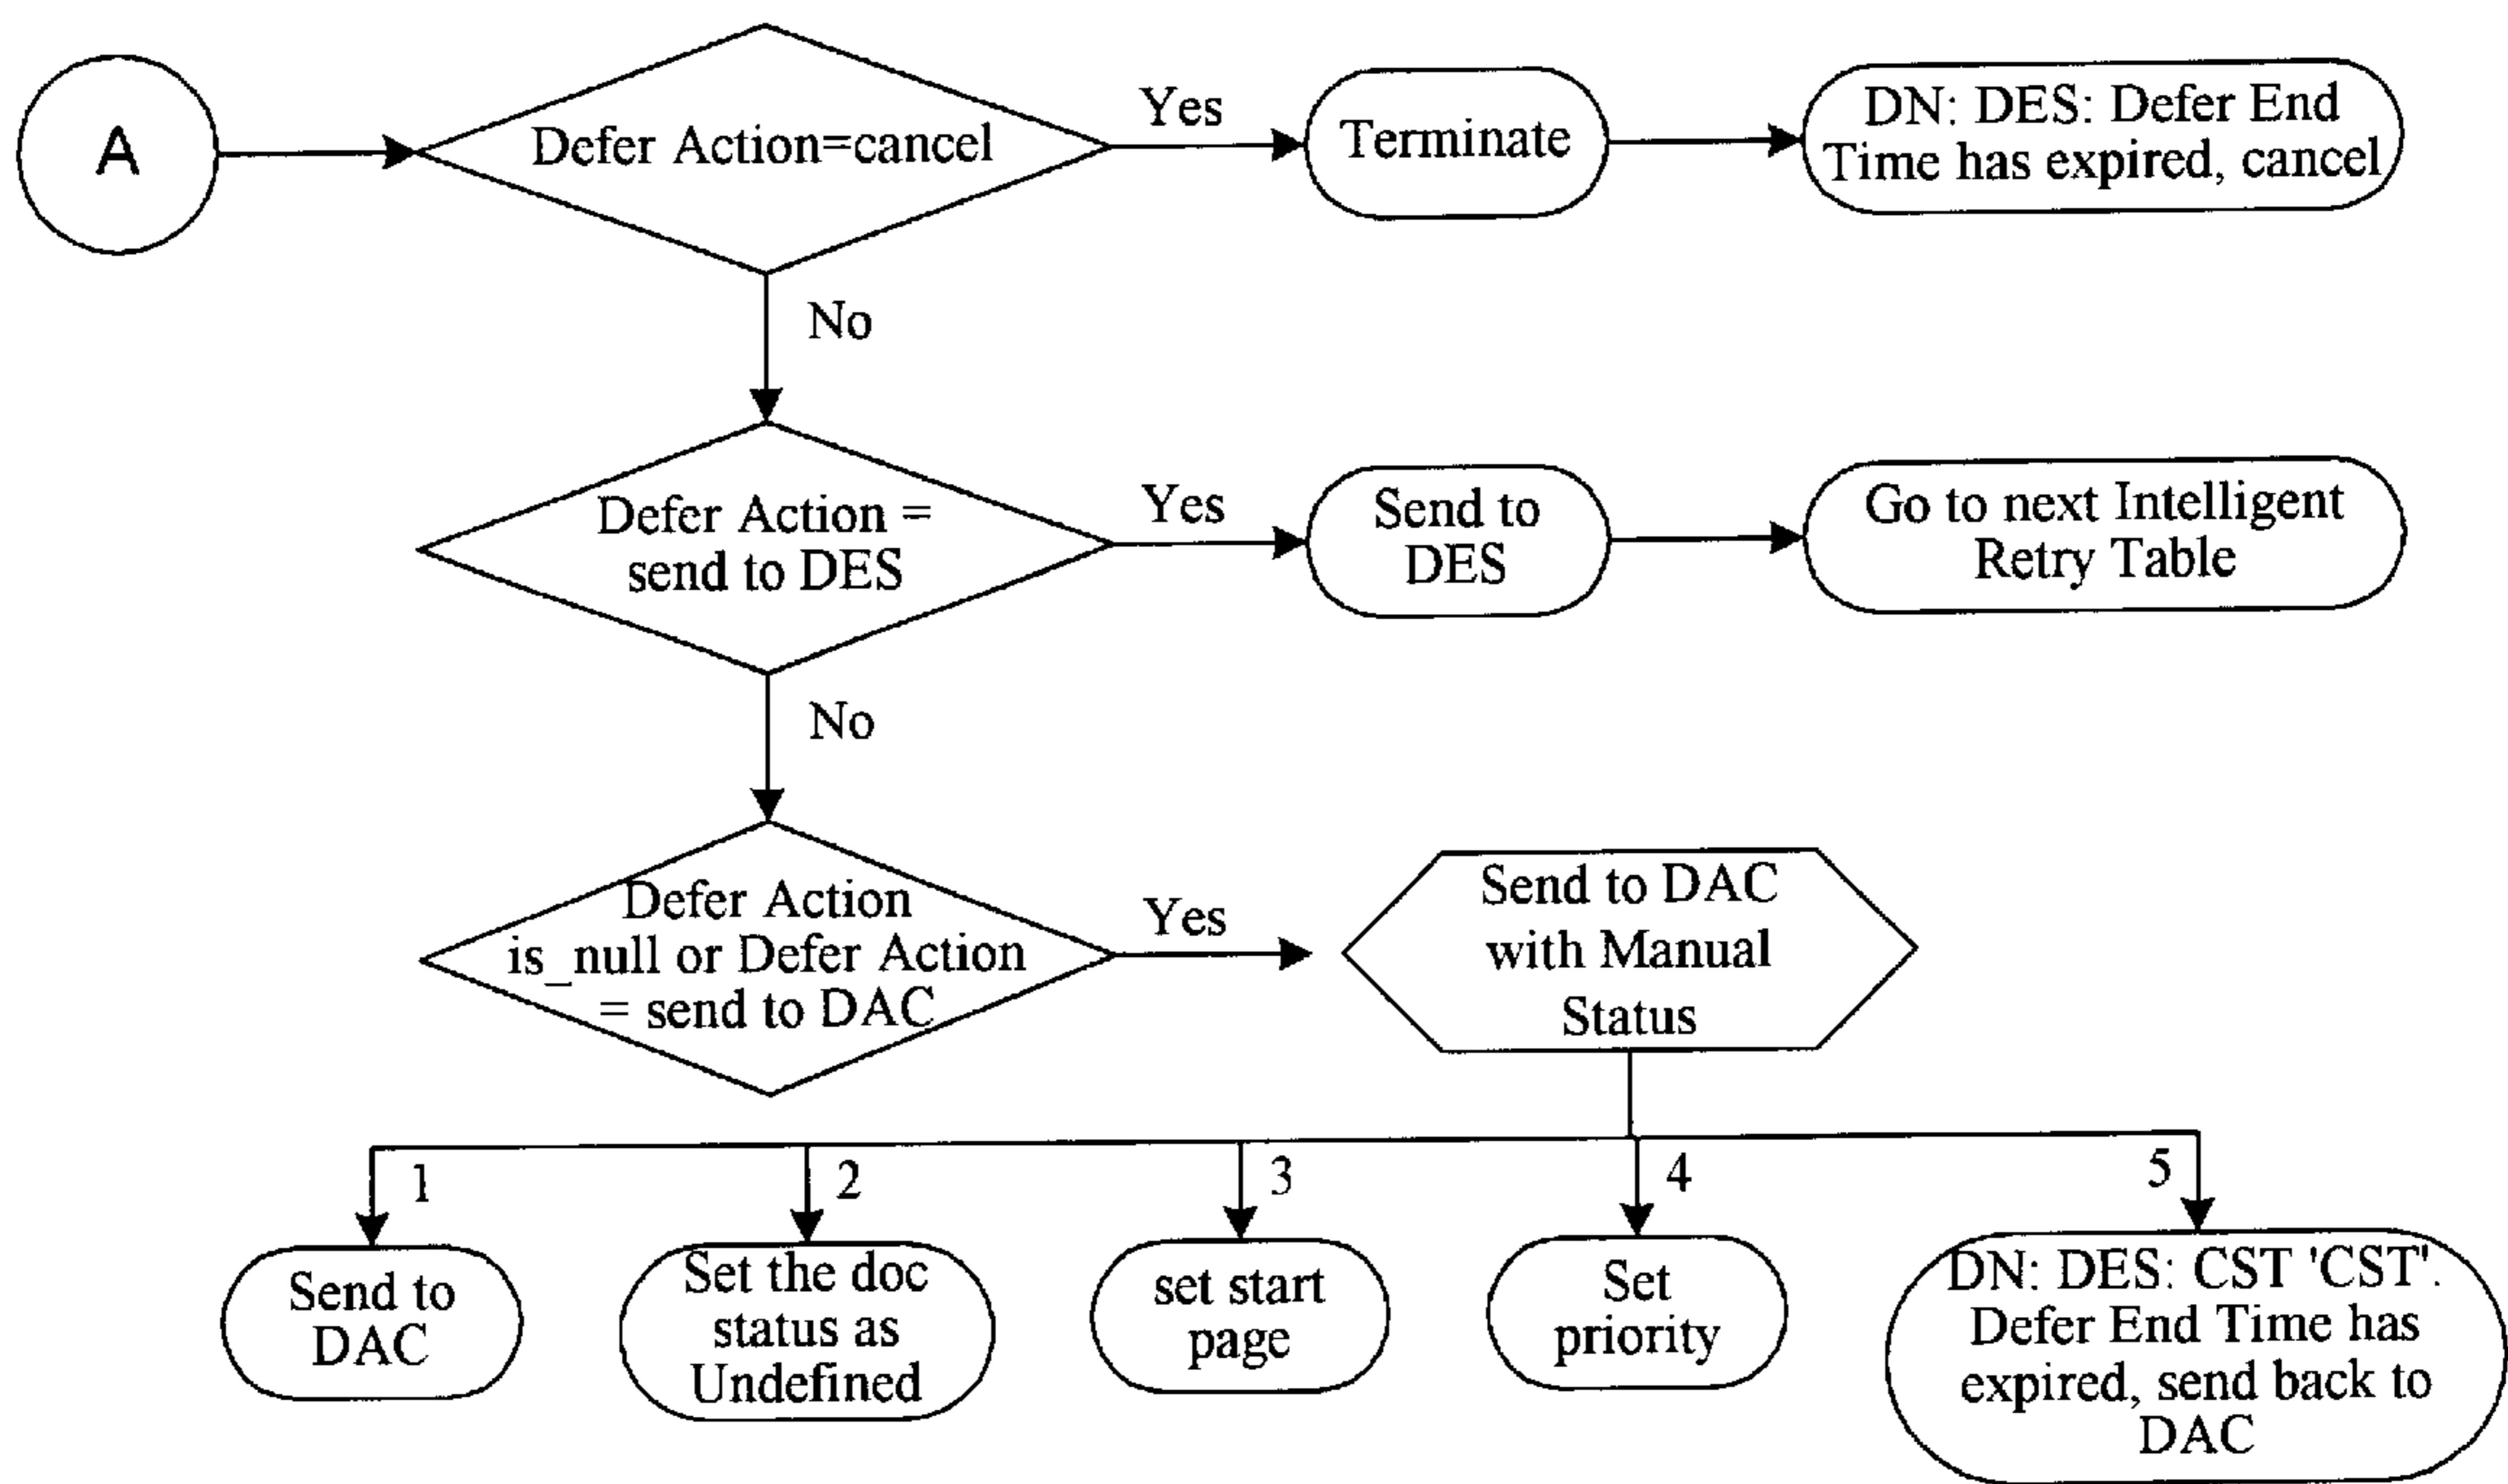 A
Defer Action=cancel
Yes
Terminate
DN: DES: Defer End
Time has expired, cancel
No
Defer Action =
send to DES
Yes
Send to
DES
Go to next Intelligent
Retry Table
No
Defer Action
is_null or Defer Action
= send to DAC
Yes
Send to DAC
with Manual
Status
1
2
3
4
5
Send to
DAC
Set the doc
status as
Undefined
set start
page
Set
priority
DN: DES: CST 'CST'.
Defer End Time has
expired, send back to
DAC